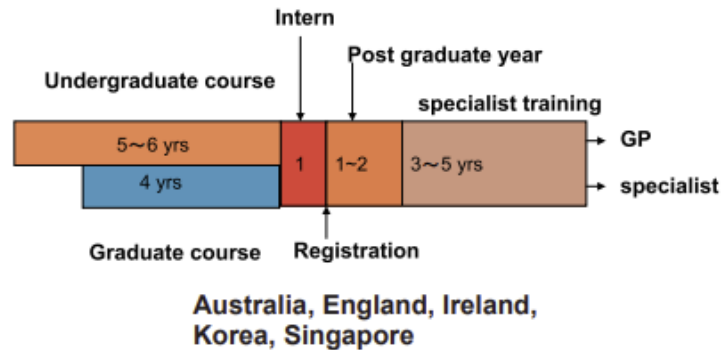 Intern
Post graduate year
Undergraduate course
specialist training
5～6 yrs
1
1~2
3～5 yrs
GP
4 yrs
specialist
Graduate course
Registration
Australia, England, Ireland,
Korea, Singapore